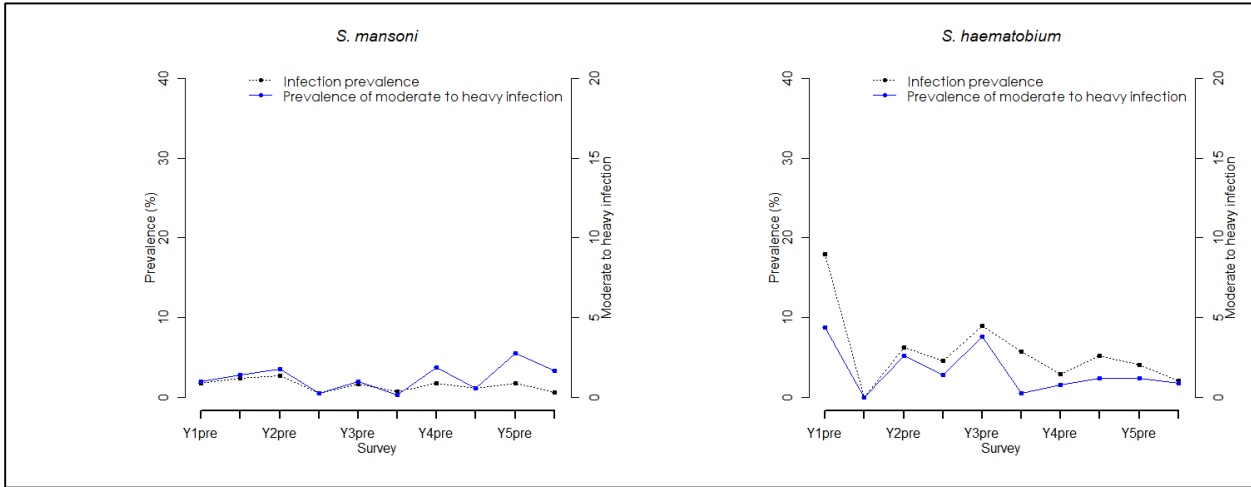 S. mansoni
Infection prevalence
Prevalence of moderate to heavy infection
40
30
20
10
0
Prevalence (%)
20
15
10
5
0
Moderate to heavy infection
Y1pre Y2pre Y3pre Y4pre Y5pre
Survey
S. haematobium
Infection prevalence
Prevalence of moderate to heavy infection
40
30
20
10
0
Prevalence (%)
20
15
10
5
0
Moderate to heavy infection
Y1pre Y2pre Y3pre Y4pre Y5pre
Survey